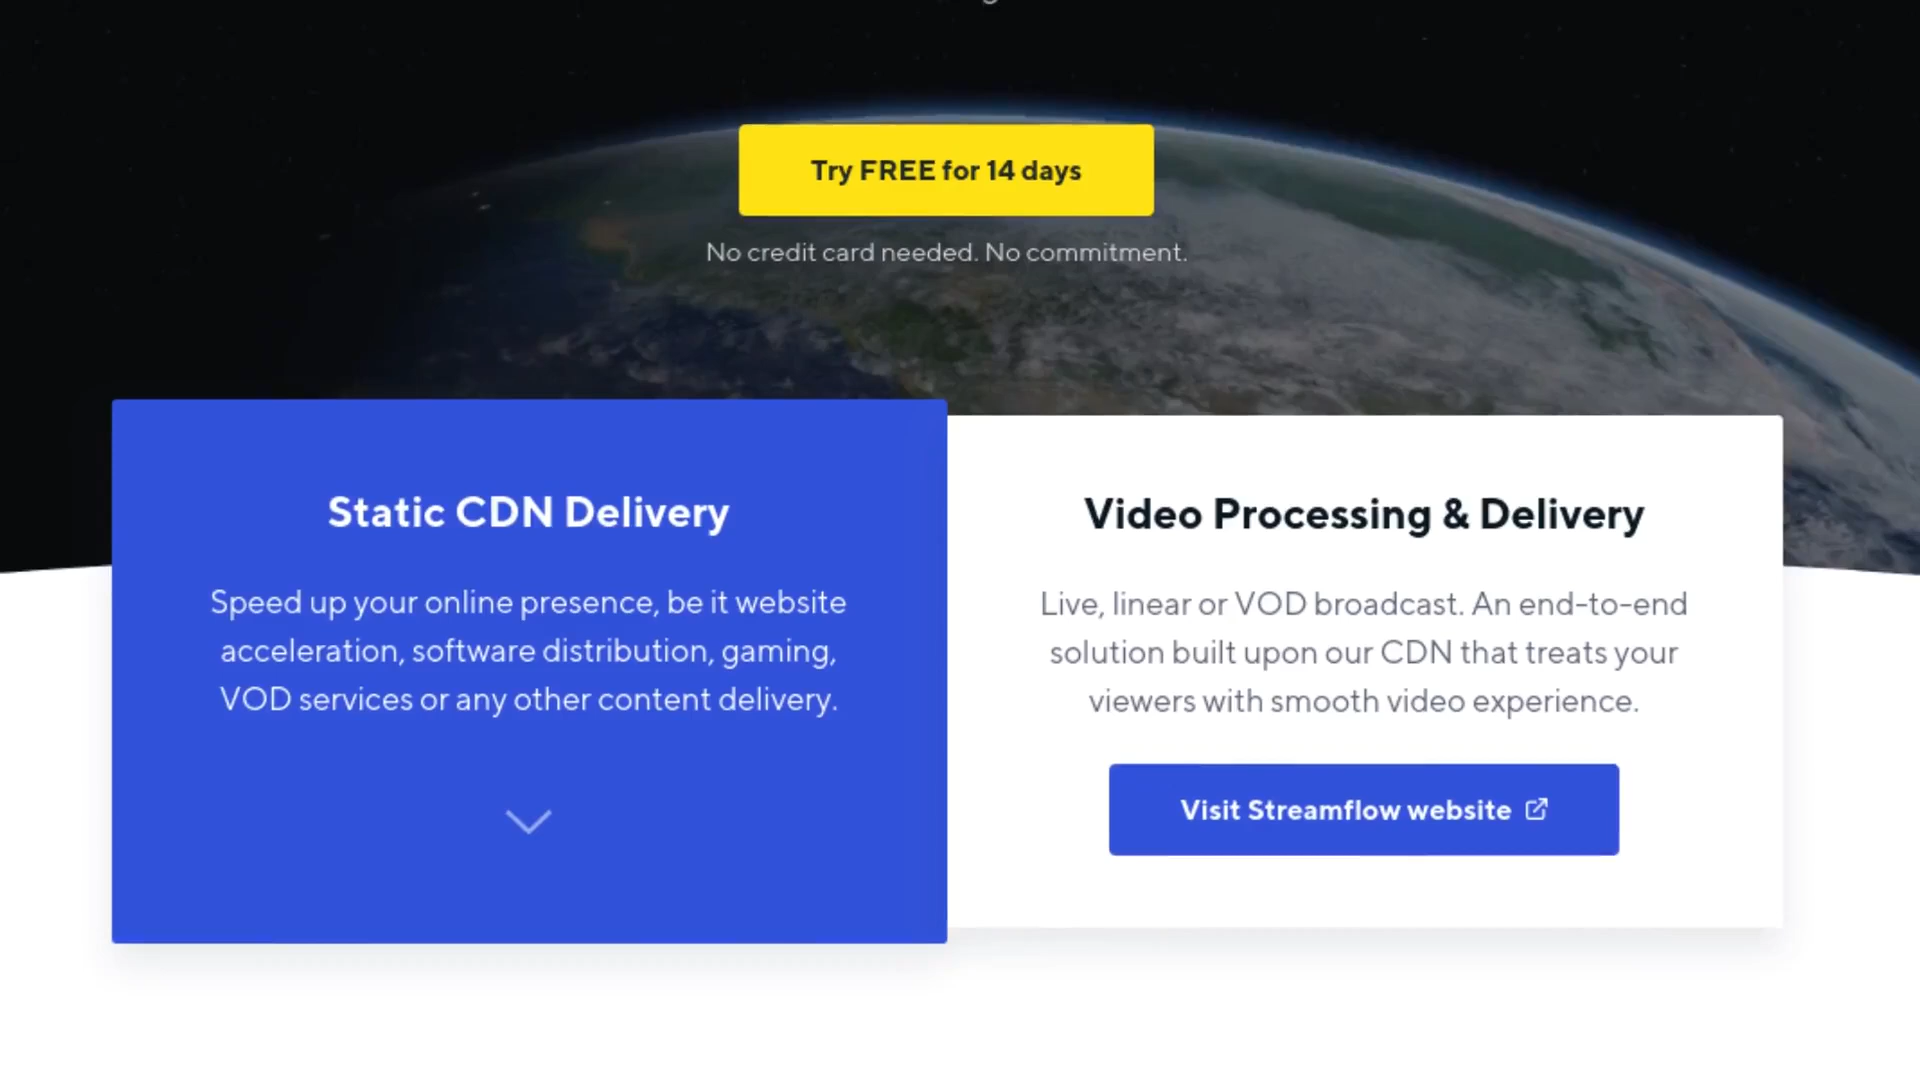 Try FREE for 14 days
No credit card needed. No commitment.
Static CDN Delivery
Speed up your online presence, be it website
acceleration, software distribution, gaming,
VOD services or any other content delivery.
Video Processing & Delivery
Live, linear or VOD broadcast. An end-to-end
solution built upon our CDN that treats your
viewers with smooth video experience.
Visit Streamflow website